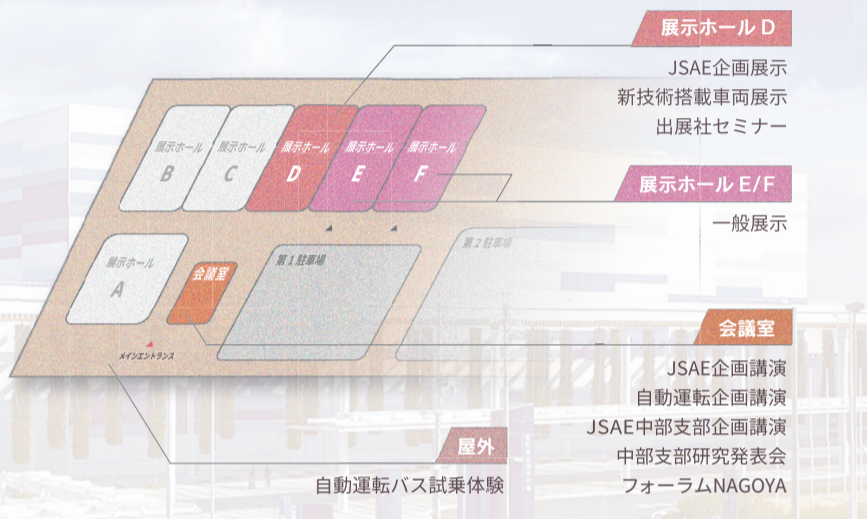 展示ホール D
JSAE企画展示
新技術搭載車両展示
出展社セミナー
展示ホール
B
展示ホール
C
展示ホール
D
展示ホール
E
展示ホール
F
展示ホール E/F
一般展示
展示ホール
A
会議室
第1駐車場
第2駐車場
メインエントランス
会議室
JSAE企画講演
自動運転企画講演
JSAE中部支部企画講演
中部支部研究発表会
フォーラムNAGOYA
屋外
自動運転バス試乗体験